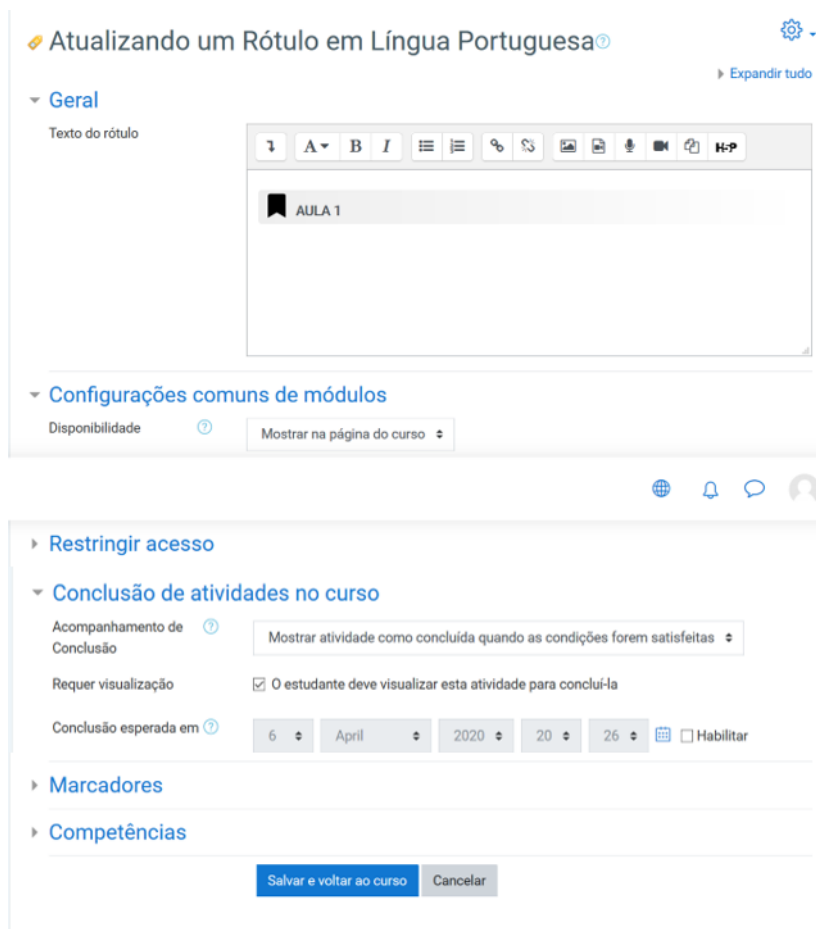 Atualizando um Rótulo em Língua Portuguesa
Expandir tudo
Geral
Texto do rótulo
A B I H-P
AULA 1
Configurações comuns de módulos
Disponibilidade ? Mostrar na página do curso
Restringir acesso
Conclusão de atividades no curso
Acompanhamento de Conclusão ? Mostrar atividade como concluída quando as condições forem satisfeitas
Requer visualização O estudante deve visualizar esta atividade para concluí-la
Conclusão esperada em ? 6 April 2020 20 26 Habilitar
Marcadores
Competências
Salvar e voltar ao curso Cancelar